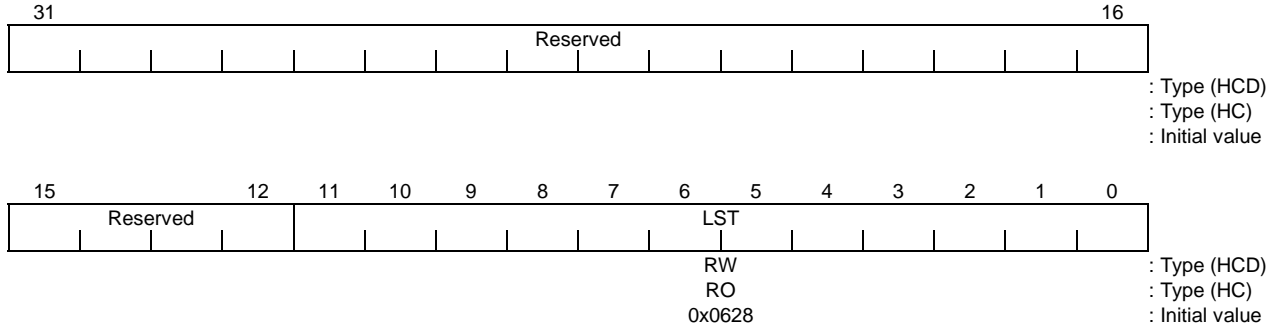 31 16
Reserved
: Type (HCD)
: Type (HC)
: Initial value
15 12 11 10 9 8 7 6 5 4 3 2 1 0
Reserved LST
RW : Type (HCD)
RO : Type (HC)
0x0628 : Initial value